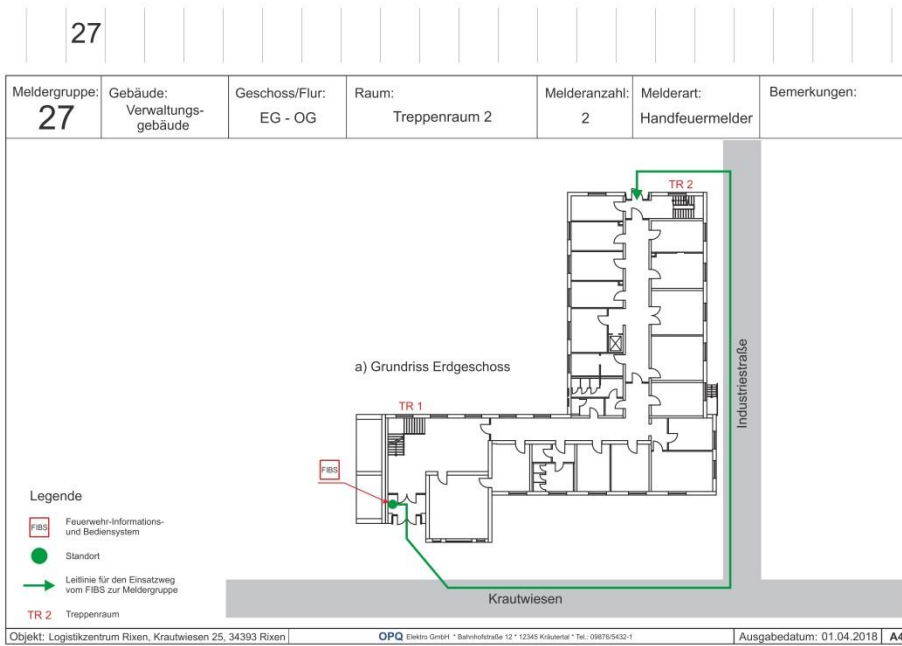 27
Meldergruppe:
27
Gebäude:
Verwaltungs-
gebäude
Geschoss/Flur:
EG - OG
Raum:
Treppenraum 2
Melderanzahl:
2
Melderart:
Handfeuermelder
Bemerkungen:
TR 2
a) Grundriss Erdgeschoss
Industriestraße
TR 1
FIBS
Legende
FIBS
Feuerwehr-Informations-
und Bediensystem
Standort
Leitlinie für den Einsatzweg
vom FIBS zur Meldergruppe
TR 2 Treppenraum
Krautwiesen
Objekt: Logistikzentrum Rixen, Krautwiesen 25, 34393 Rixen
OPQ Elektro GmbH * Bahnhofstraße 12 * 12345 Kräutertal * Tel.: 09876/5432-1
Ausgabedatum: 01.04.2018
A4